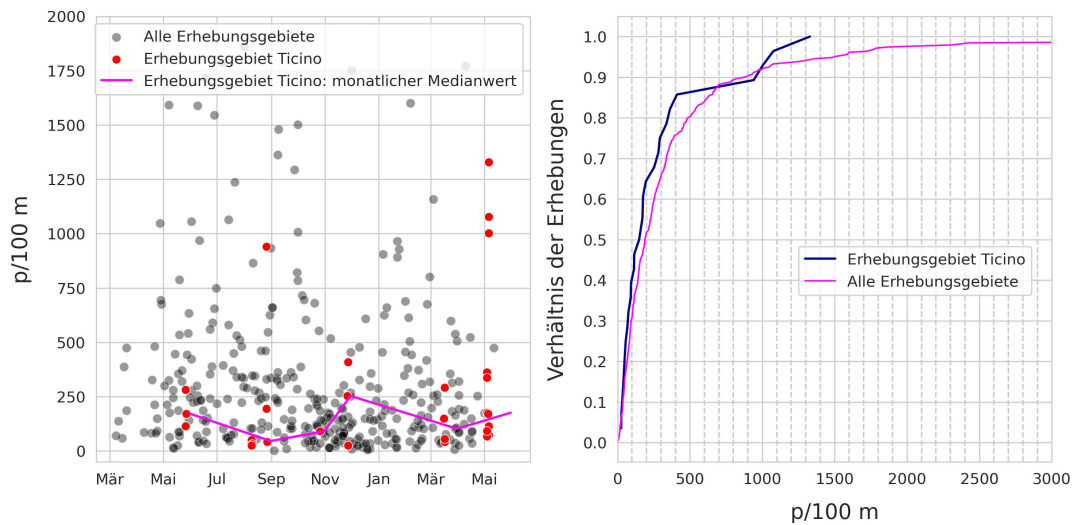 2000
1750
1500
1250
1000
750
500
250
0
p/100 m
Alle Erhebungsgebiete
Erhebungsgebiet Ticino
Erhebungsgebiet Ticino: monatlicher Medianwert
Mär Mai Jul Sep Nov Jan Mär Mai
1.0
0.9
0.8
0.7
0.6
0.5
0.4
0.3
0.2
0.1
0.0
Verhältnis der Erhebungen
Erhebungsgebiet Ticino
Alle Erhebungsgebiete
0 500 1000 1500 2000 2500 3000
p/100 m